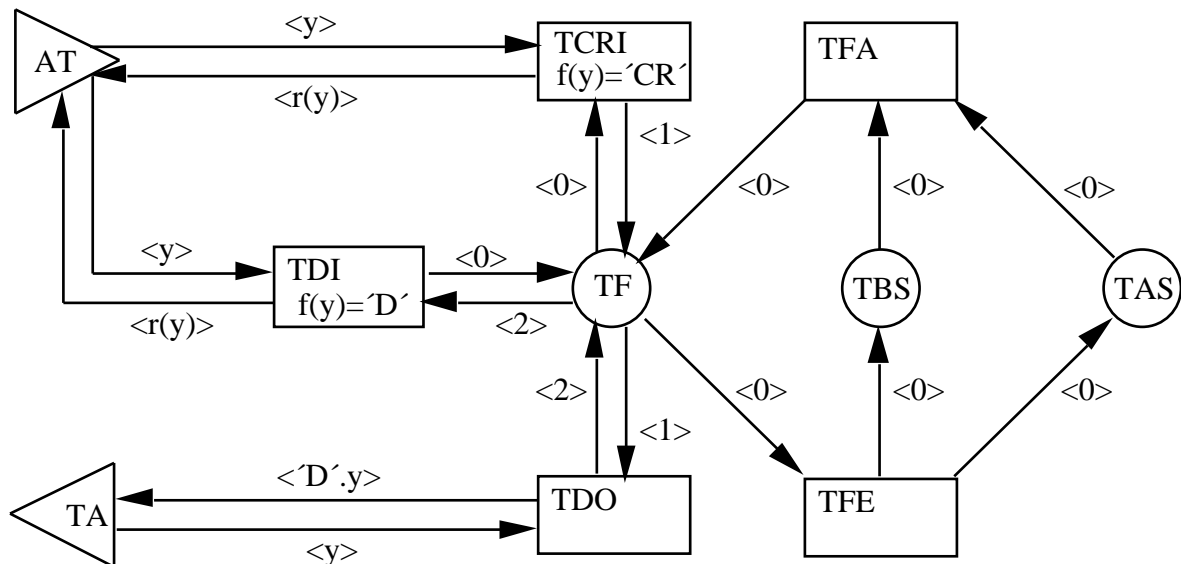 <y>
AT
TCRI
f(y)=´CR´
TFA
<r(y)>
<1>
<0>
<0>
<0>
<0>
<y>
TDI
f(y)=´D´
<0>
TF
TBS
TAS
<r(y)>
<2>
<2>
<0>
<0>
<0>
<1>
<´D´.y>
TA
TDO
TFE
<y>